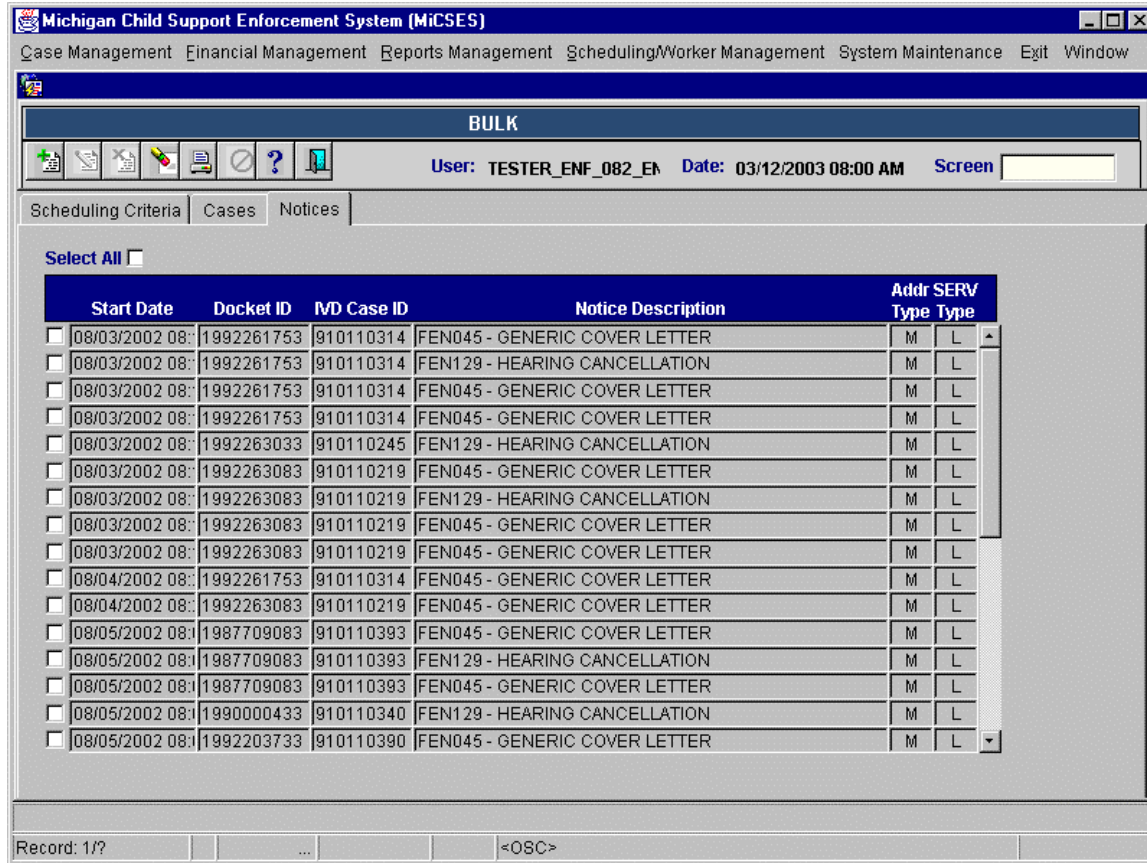 Michigan Child Support Enforcement System (MiCSES)
Case Management Financial Management Reports Management Scheduling/Worker Management System Maintenance Exit Window
BULK
User: TESTER_ENF_082_EN Date: 03/12/2003 08:00 AM Screen
Scheduling Criteria Cases Notices
Select All
Addr SERV
Start Date Docket ID IVD Case ID Notice Description Type Type
08/03/2002 08: 1992261753 910110314 FEN045 - GENERIC COVER LETTER M L
08/03/2002 08: 1992261753 910110314 FEN129 - HEARING CANCELLATION M L
08/03/2002 08: 1992261753 910110314 FEN045 - GENERIC COVER LETTER M L
08/03/2002 08: 1992261753 910110314 FEN045 - GENERIC COVER LETTER M L
08/03/2002 08: 1992263033 910110245 FEN129 - HEARING CANCELLATION M L
08/03/2002 08: 1992263083 910110219 FEN045 - GENERIC COVER LETTER M L
08/03/2002 08: 1992263083 910110219 FEN129 - HEARING CANCELLATION M L
08/03/2002 08: 1992263083 910110219 FEN045 - GENERIC COVER LETTER M L
08/03/2002 08: 1992263083 910110219 FEN045 - GENERIC COVER LETTER M L
08/04/2002 08: 1992261753 910110314 FEN045 - GENERIC COVER LETTER M L
08/04/2002 08: 1992263083 910110219 FEN045 - GENERIC COVER LETTER M L
08/05/2002 08: 1987709083 910110393 FEN045 - GENERIC COVER LETTER M L
08/05/2002 08: 1987709083 910110393 FEN129 - HEARING CANCELLATION M L
08/05/2002 08: 1987709083 910110393 FEN045 - GENERIC COVER LETTER M L
08/05/2002 08: 1990000433 910110340 FEN129 - HEARING CANCELLATION M L
08/05/2002 08: 1992203733 910110390 FEN045 - GENERIC COVER LETTER M L
Record: 1/? ... <OSC>